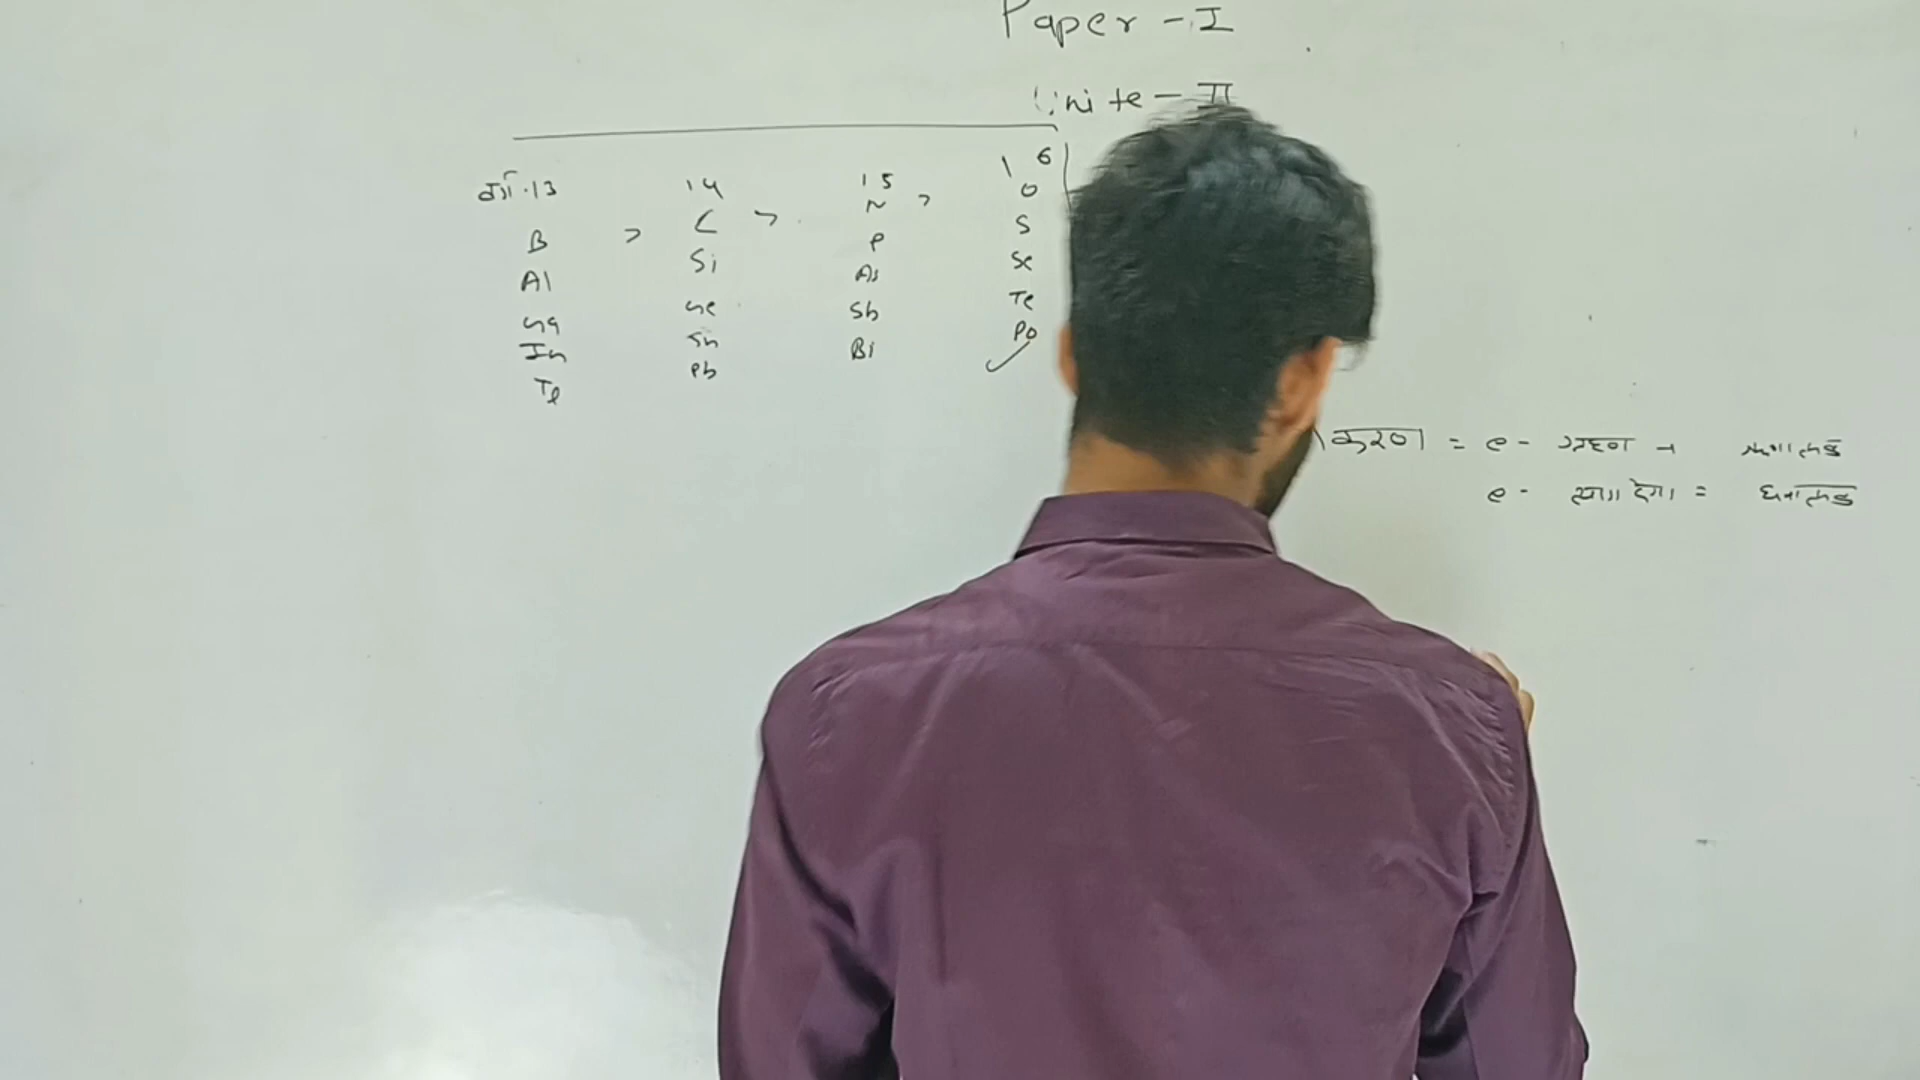 Paper - I
Unite - II
वर्ग-13 14 15 16
B > C > N > O
Al Si P S
Ga Ge As Se
In Sn Sb Te
Tl Pb Bi Po ✓
करण = e- ग्रहण → ऋणात्मक
e- त्याग देगा = धनात्मक